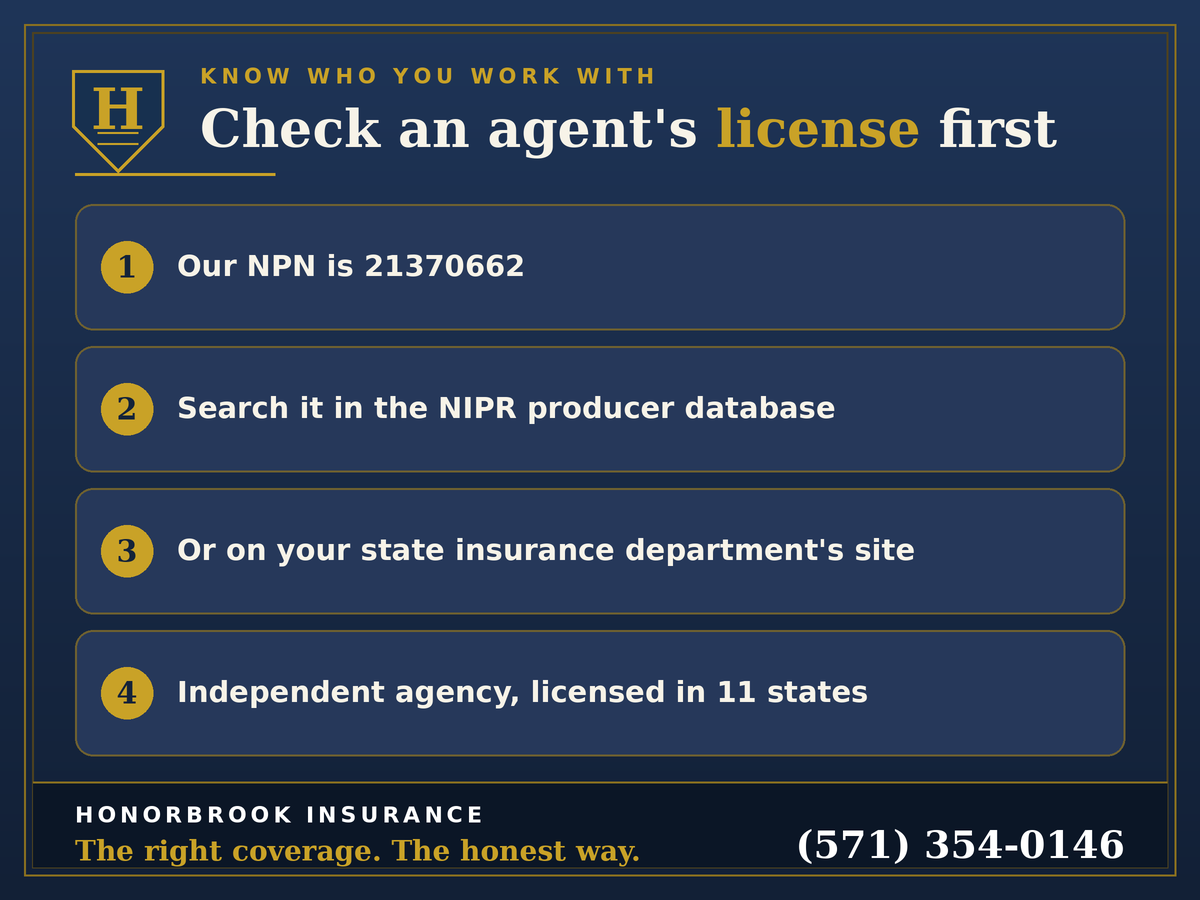 KNOW WHO YOU WORK WITH
H
Check an agent's license first
1 Our NPN is 21370662
2 Search it in the NIPR producer database
3 Or on your state insurance department's site
4 Independent agency, licensed in 11 states
HONORBROOK INSURANCE
The right coverage. The honest way.
(571) 354-0146